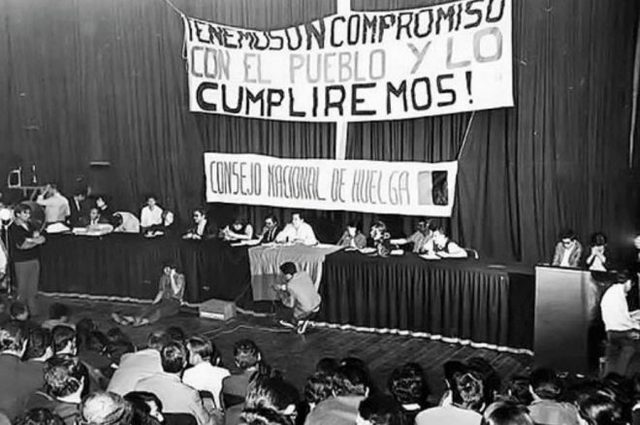 TENEMOS UN COMPROMISO
CON EL PUEBLO Y LO
CUMPLIREMOS!
CONSEJO NACIONAL DE HUELGA